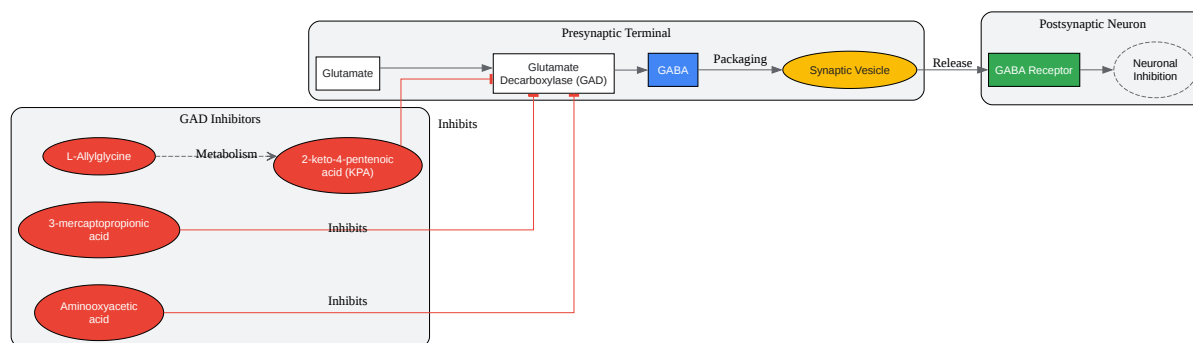 Presynaptic Terminal
Postsynaptic Neuron
Glutamate
Glutamate
Decarboxylase (GAD)
GABA
Packaging
Synaptic Vesicle
Release
GABA Receptor
Neuronal
Inhibition
GAD Inhibitors
Inhibits
L-Allylglycine
Metabolism
2-keto-4-pentenoic
acid (KPA)
3-mercaptopropionic
acid
Inhibits
Aminooxyacetic
acid
Inhibits